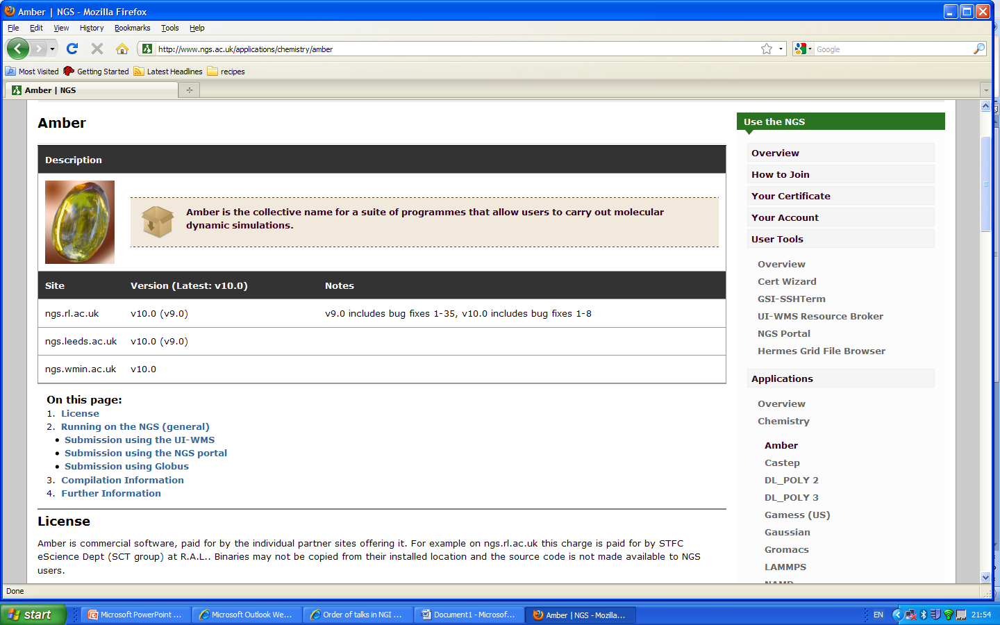 Amber | NGS - Mozilla Firefox
File Edit View History Bookmarks Tools Help
http://www.ngs.ac.uk/applications/chemistry/amber
Google
Most Visited Getting Started Latest Headlines recipes
Amber | NGS
Amber
Description
Amber is the collective name for a suite of programmes that allow users to carry out molecular
dynamic simulations.
Site Version (Latest: v10.0) Notes
ngs.rl.ac.uk v10.0 (v9.0) v9.0 includes bug fixes 1-35, v10.0 includes bug fixes 1-8
ngs.leeds.ac.uk v10.0 (v9.0)
ngs.wmin.ac.uk v10.0
On this page:
1. License
2. Running on the NGS (general)
• Submission using the UI-WMS
• Submission using the NGS portal
• Submission using Globus
3. Compilation Information
4. Further Information
License
Amber is commercial software, paid for by the individual partner sites offering it. For example on ngs.rl.ac.uk this charge is paid for by STFC
eScience Dept (SCT group) at R.A.L.. Binaries may not be copied from their installed location and the source code is not made available to NGS
users.
Use the NGS
Overview
How to Join
Your Certificate
Your Account
User Tools
Overview
Cert Wizard
GSI-SSHTerm
UI-WMS Resource Broker
NGS Portal
Hermes Grid File Browser
Applications
Overview
Chemistry
Amber
Castep
DL_POLY 2
DL_POLY 3
Gamess (US)
Gaussian
Gromacs
LAMMPS
Done
start
Microsoft PowerPoint ...
Microsoft Outlook We...
Order of talks in NGI ...
Document1 - Microsof...
Amber | NGS - Mozilla...
EN
21:54